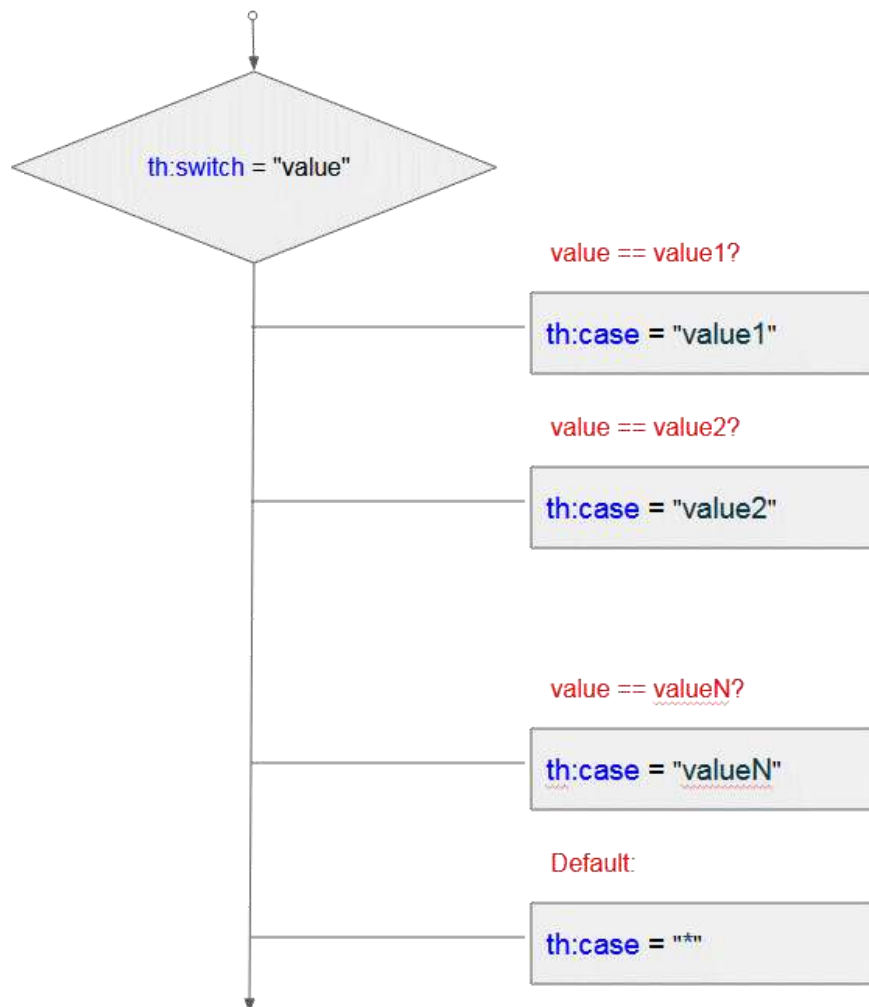 th:switch = "value"
value == value1?
th:case = "value1"
value == value2?
th:case = "value2"
value == valueN?
th:case = "valueN"
Default:
th:case = "*"